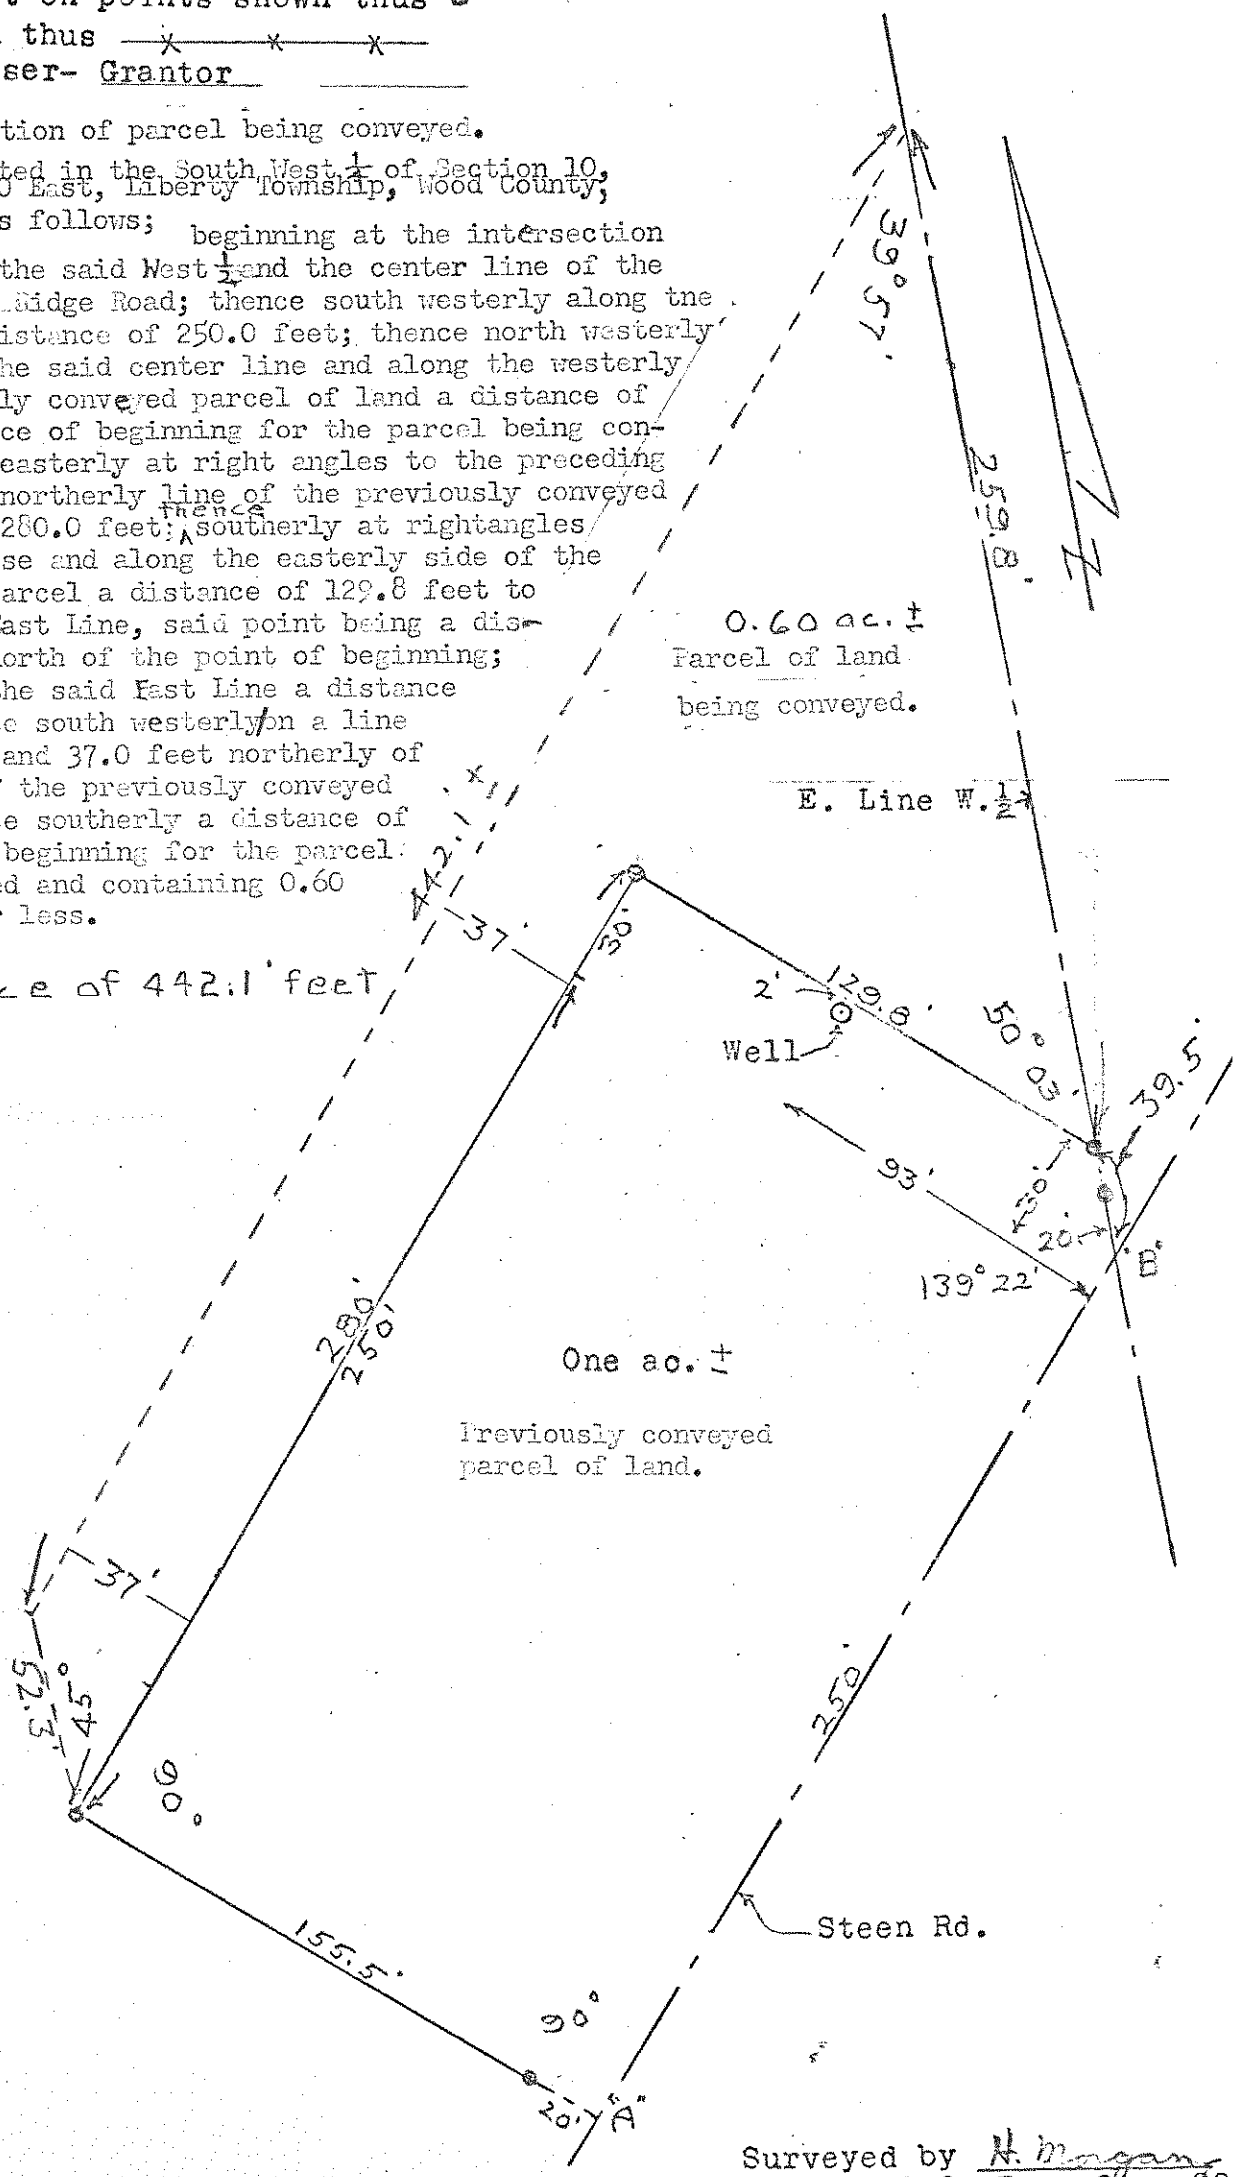 on points shown thus
thus
ser- Grantor
tion of parcel being conveyed.
ted in the South West ¼ of Section 10,
0 East, Liberty Township, Wood County;
s follows; beginning at the intersection
the said West ½ and the center line of the
Ridge Road; thence south westerly along tne
istance of 250.0 feet; thence north westerly
he said center line and along the westerly
ly conveyed parcel of land a distance of
ce of beginning for the parcel being con-
easterly at right angles to the preceding
northerly line of the previously conveyed
280.0 feet; thence southerly at rightangles
se and along the easterly side of the
arcel a distance of 129.8 feet to
ast Line, said point being a dis-
orth of the point of beginning;
he said East Line a distance
e south westerly/on a line
and 37.0 feet northerly of
the previously conveyed
e southerly a distance of
beginning for the parcel
ed and containing 0.60
r less.
ce of 442.1' feet
39° 57'
259.8'
N
0.60 ac. ±
Parcel of land
being conveyed.
E. Line W. ½
442.1'
37'
30'
129.8'
2'
Well
50° 03'
39.5'
93'
30'
20'
"B"
139° 22'
280'
250'
One ac. ±
Previously conveyed
parcel of land.
37'
52.3'
45°
90°
250'
Steen Rd.
155.5'
90°
20'
"A"
Surveyed by H. Morgan